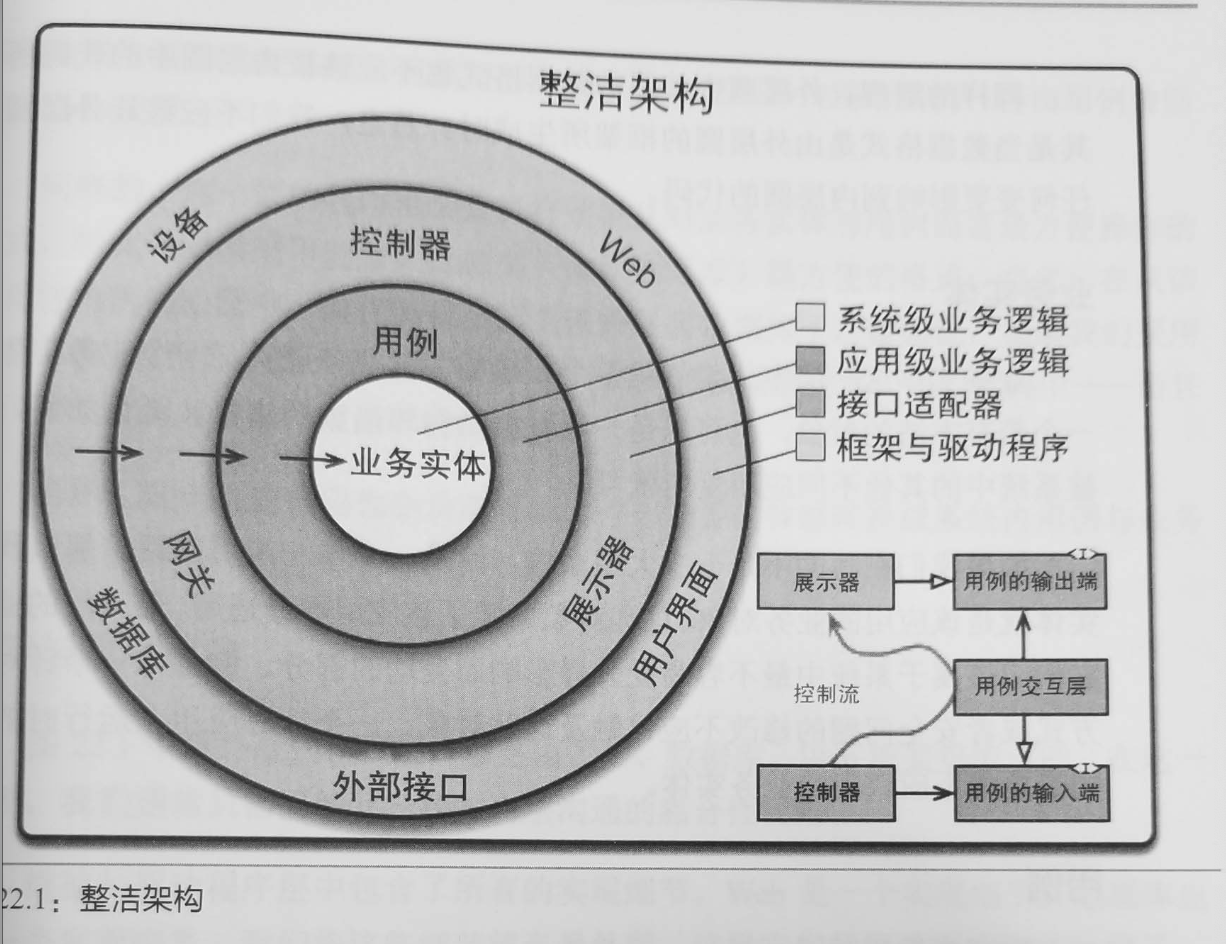 整洁架构
设备
Web
控制器
用例
业务实体
网关
展示器
数据库
用户界面
外部接口
系统级业务逻辑
应用级业务逻辑
接口适配器
框架与驱动程序
展示器
<I>
用例的输出端
控制流
用例交互层
控制器
<I>
用例的输入端
22.1：整洁架构